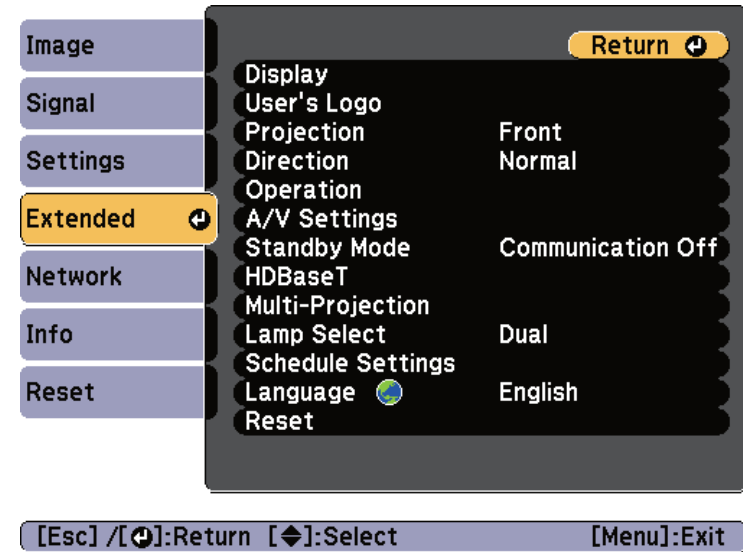 Image
Signal
Settings
Extended
Network
Info
Reset
Return
Display
User's Logo
Projection Front
Direction Normal
Operation
A/V Settings
Standby Mode Communication Off
HDBaseT
Multi-Projection
Lamp Select Dual
Schedule Settings
Language English
Reset
[Esc] /[ ]:Return [ ]:Select [Menu]:Exit